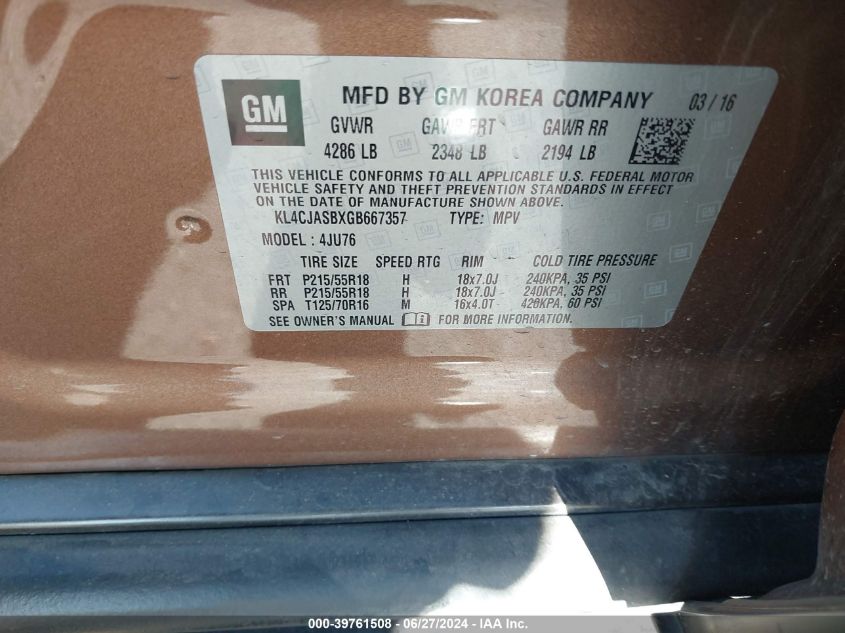 GM
MFD BY GM KOREA COMPANY 03/16
GVWR GAWR FRT GAWR RR
4286 LB 2348 LB 2194 LB
THIS VEHICLE CONFORMS TO ALL APPLICABLE U.S. FEDERAL MOTOR
VEHICLE SAFETY AND THEFT PREVENTION STANDARDS IN EFFECT
ON THE DATE OF MANUFACTURE SHOWN ABOVE.
KL4CJASBXGB667357 TYPE: MPV
MODEL: 4JU76
TIRE SIZE SPEED RTG RIM COLD TIRE PRESSURE
FRT P215/55R18 H 18x7.0J 240KPA, 35 PSI
RR P215/55R18 H 18x7.0J 240KPA, 35 PSI
SPA T125/70R16 M 16x4.0T 420KPA, 60 PSI
SEE OWNER'S MANUAL FOR MORE INFORMATION.
000-39761508 - 06/27/2024 - IAA Inc.